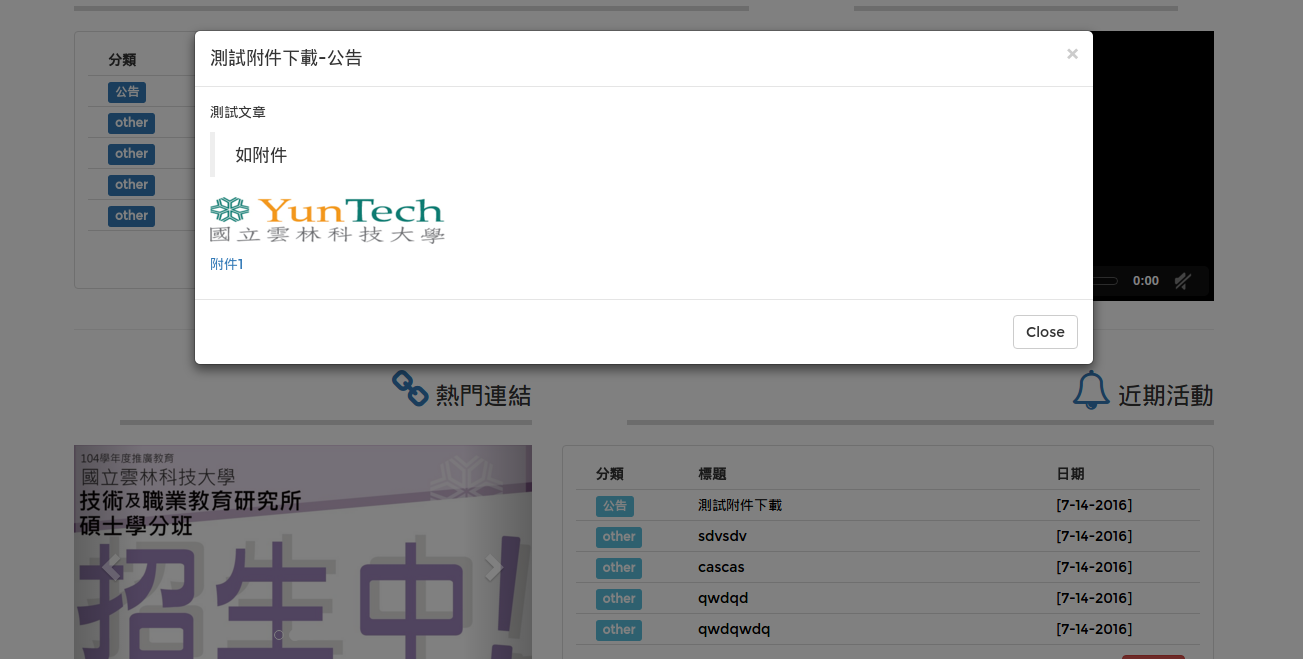 測試附件下載-公告
×
測試文章
如附件
YunTech
國立雲林科技大學
附件1
Close
分類
公告
other
other
other
other
0:00
熱門連結
近期活動
104學年度推廣教育
國立雲林科技大學
技術及職業教育研究所
碩士學分班
招生中!
分類 標題 日期
公告 測試附件下載 [7-14-2016]
other sdvsdv [7-14-2016]
other cascas [7-14-2016]
other qwdqd [7-14-2016]
other qwdqwdq [7-14-2016]